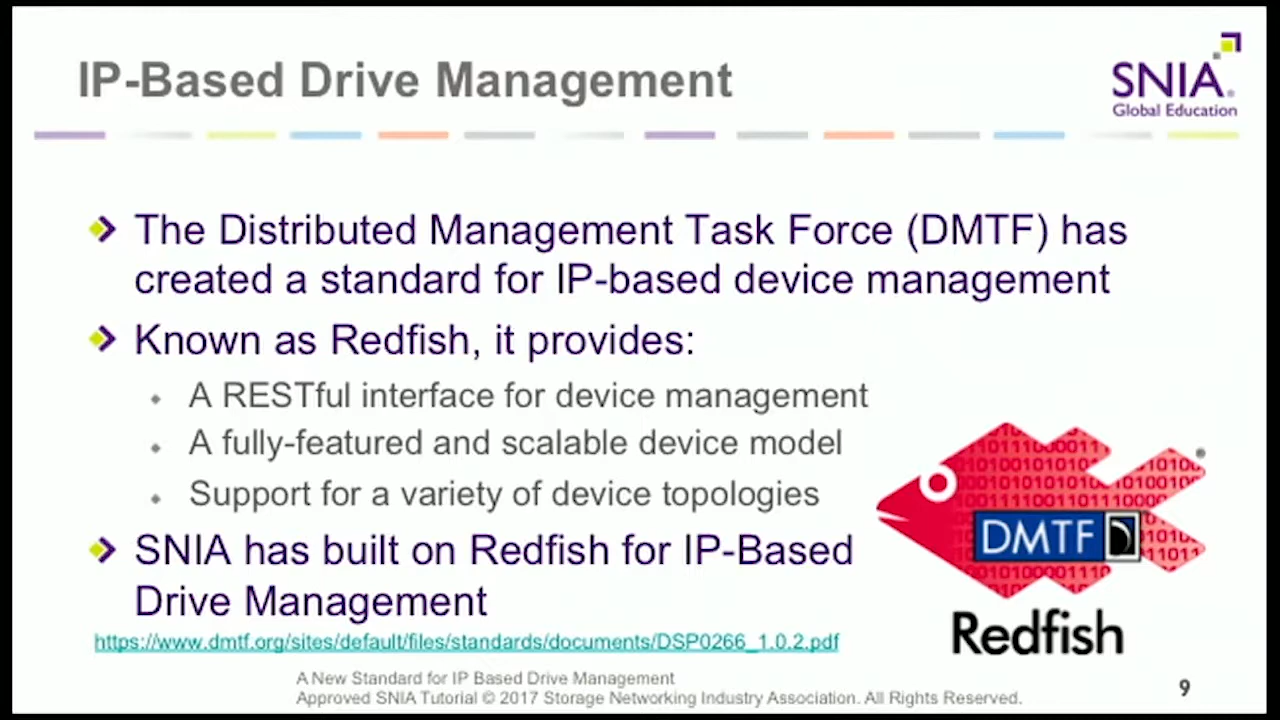 IP-Based Drive Management
SNIA
Global Education
The Distributed Management Task Force (DMTF) has
created a standard for IP-based device management
Known as Redfish, it provides:
A RESTful interface for device management
A fully-featured and scalable device model
Support for a variety of device topologies
SNIA has built on Redfish for IP-Based
Drive Management
https://www.dmtf.org/sites/default/files/standards/documents/DSP0266_1.0.2.pdf
DMTF
Redfish
A New Standard for IP Based Drive Management
Approved SNIA Tutorial © 2017 Storage Networking Industry Association. All Rights Reserved.
9